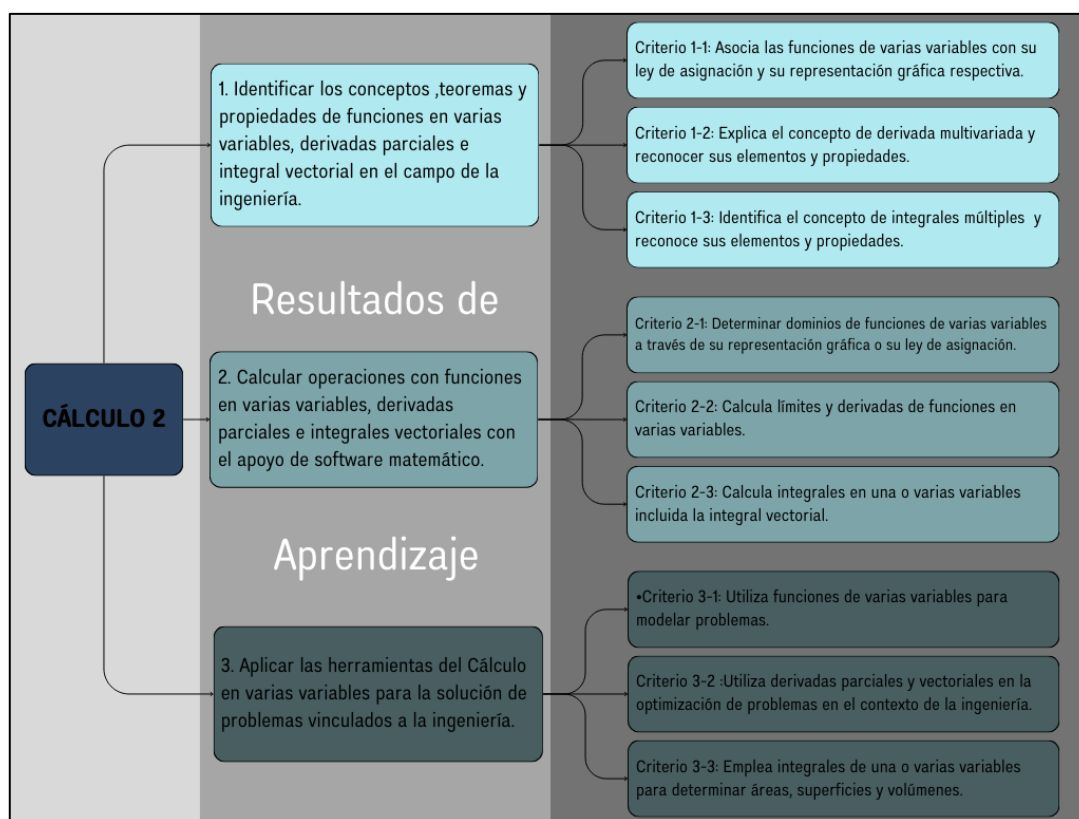 CÁLCULO 2
Resultados de
Aprendizaje
1. Identificar los conceptos ,teoremas y
propiedades de funciones en varias
variables, derivadas parciales e
integral vectorial en el campo de la
ingeniería.
Criterio 1-1: Asocia las funciones de varias variables con su
ley de asignación y su representación gráfica respectiva.
Criterio 1-2: Explica el concepto de derivada multivariada y
reconocer sus elementos y propiedades.
Criterio 1-3: Identifica el concepto de integrales múltiples y
reconoce sus elementos y propiedades.
2. Calcular operaciones con funciones
en varias variables, derivadas
parciales e integrales vectoriales con
el apoyo de software matemático.
Criterio 2-1: Determinar dominios de funciones de varias variables
a través de su representación gráfica o su ley de asignación.
Criterio 2-2: Calcula límites y derivadas de funciones en
varias variables.
Criterio 2-3: Calcula integrales en una o varias variables
incluida la integral vectorial.
3. Aplicar las herramientas del Cálculo
en varias variables para la solución de
problemas vinculados a la ingeniería.
•Criterio 3-1: Utiliza funciones de varias variables para
modelar problemas.
Criterio 3-2 :Utiliza derivadas parciales y vectoriales en la
optimización de problemas en el contexto de la ingeniería.
Criterio 3-3: Emplea integrales de una o varias variables
para determinar áreas, superficies y volúmenes.